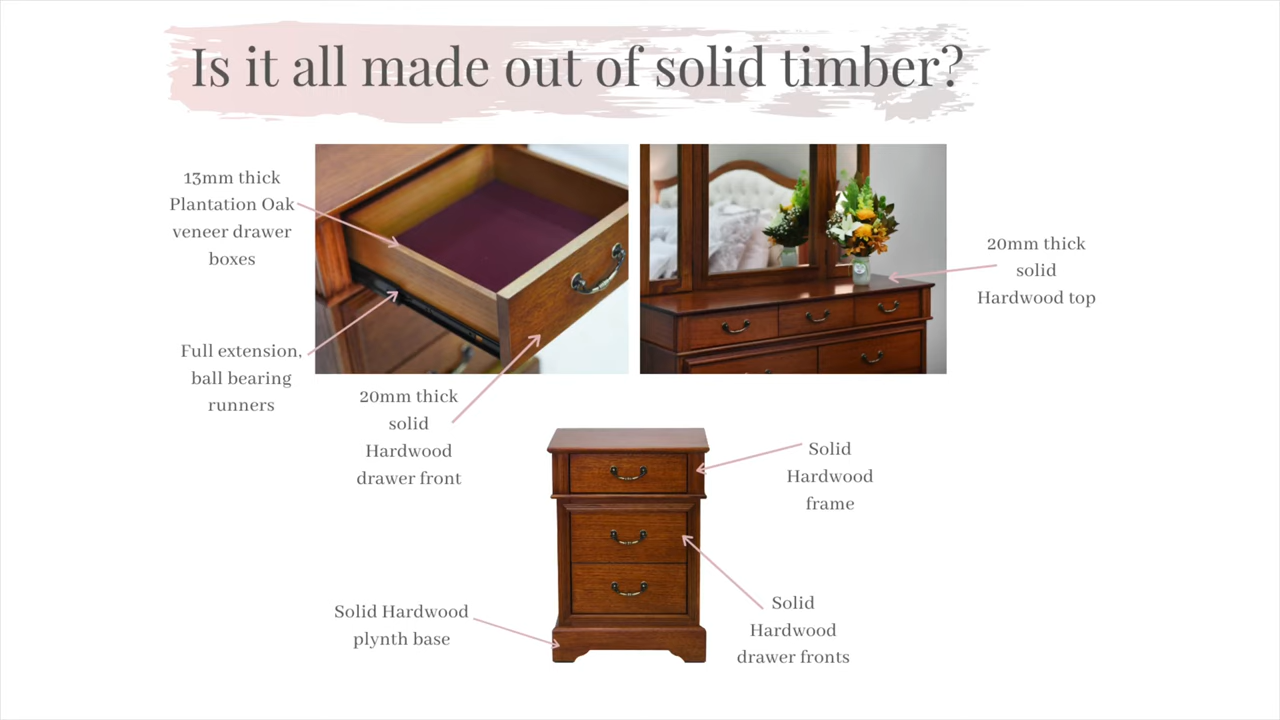 Is it all made out of solid timber?
13mm thick
Plantation Oak
veneer drawer
boxes
Full extension,
ball bearing
runners
20mm thick
solid
Hardwood
drawer front
20mm thick
solid
Hardwood top
Solid
Hardwood
frame
Solid
Hardwood
drawer fronts
Solid Hardwood
plynth base